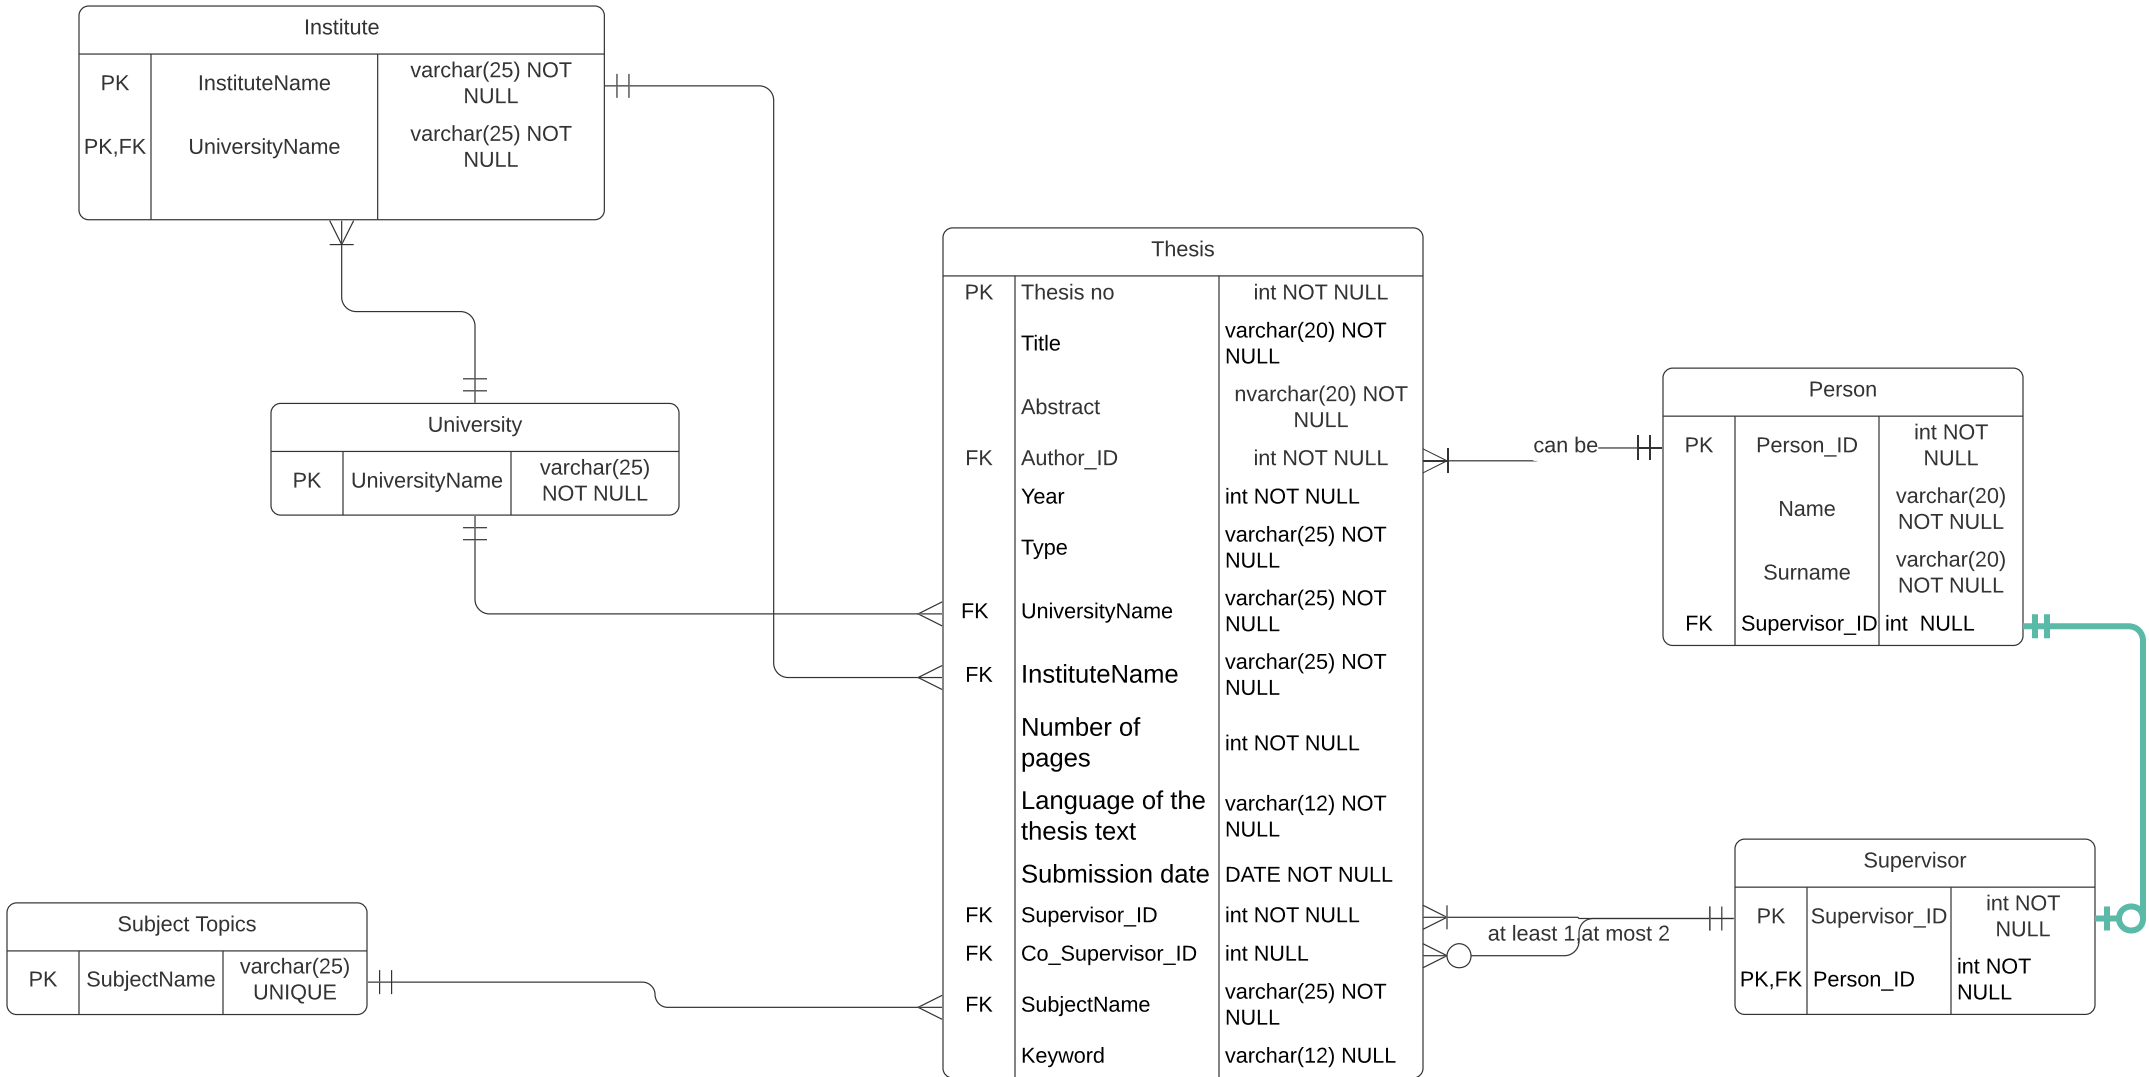 Institute
PK
InstituteName
varchar(25) NOT
NULL
PK,FK
UniversityName
varchar(25) NOT
NULL
University
PK
UniversityName
varchar(25)
NOT NULL
Subject Topics
PK
SubjectName
varchar(25)
UNIQUE
Thesis
PK
Thesis no
int NOT NULL
Title
varchar(20) NOT
NULL
Abstract
nvarchar(20) NOT
NULL
FK
Author_ID
int NOT NULL
Year
int NOT NULL
Type
varchar(25) NOT
NULL
FK
UniversityName
varchar(25) NOT
NULL
FK
InstituteName
varchar(25) NOT
NULL
Number of
pages
int NOT NULL
Language of the
thesis text
varchar(12) NOT
NULL
Submission date
DATE NOT NULL
FK
Supervisor_ID
int NOT NULL
FK
Co_Supervisor_ID
int NULL
FK
SubjectName
varchar(25) NOT
NULL
Keyword
varchar(12) NULL
can be
at least 1,at most 2
Person
PK
Person_ID
int NOT
NULL
Name
varchar(20)
NOT NULL
Surname
varchar(20)
NOT NULL
FK
Supervisor_ID
int NULL
Supervisor
PK
Supervisor_ID
int NOT
NULL
PK,FK
Person_ID
int NOT
NULL